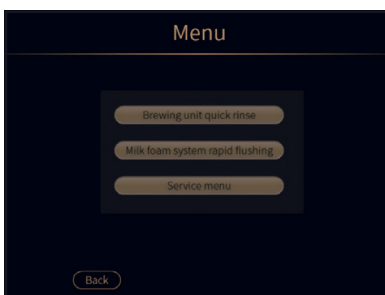 Menu
Brewing unit quick rinse
Milk foam system rapid flushing
Service menu
Back